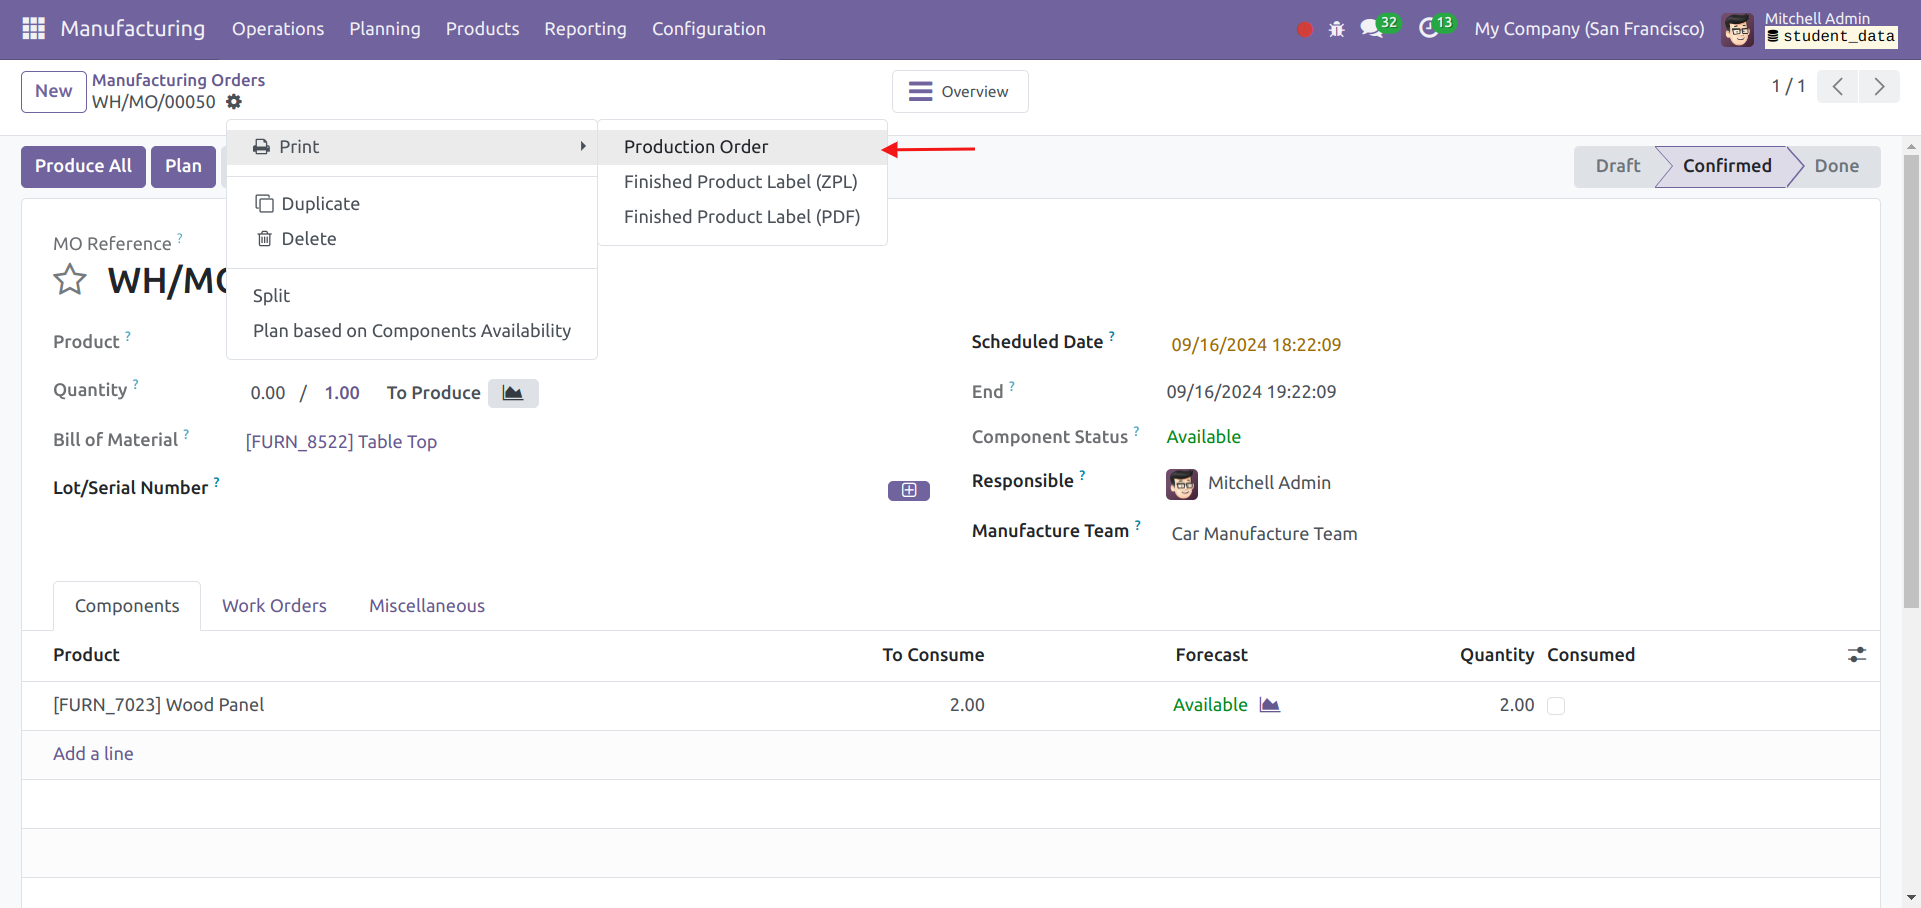 Manufacturing Operations Planning Products Reporting Configuration 32 13 My Company (San Francisco) Mitchell Admin
student_data
New Manufacturing Orders
WH/MO/00050
Overview
1 / 1
Produce All Plan
Print
Production Order
Finished Product Label (ZPL)
Finished Product Label (PDF)
Duplicate
Delete
Split
Plan based on Components Availability
Draft Confirmed Done
MO Reference ?
WH/MO
Product ?
Quantity ? 0.00 / 1.00 To Produce
Bill of Material ? [FURN_8522] Table Top
Lot/Serial Number ?
Scheduled Date ? 09/16/2024 18:22:09
End ? 09/16/2024 19:22:09
Component Status ? Available
Responsible ? Mitchell Admin
Manufacture Team ? Car Manufacture Team
Components Work Orders Miscellaneous
Product To Consume Forecast Quantity Consumed
[FURN_7023] Wood Panel 2.00 Available 2.00
Add a line